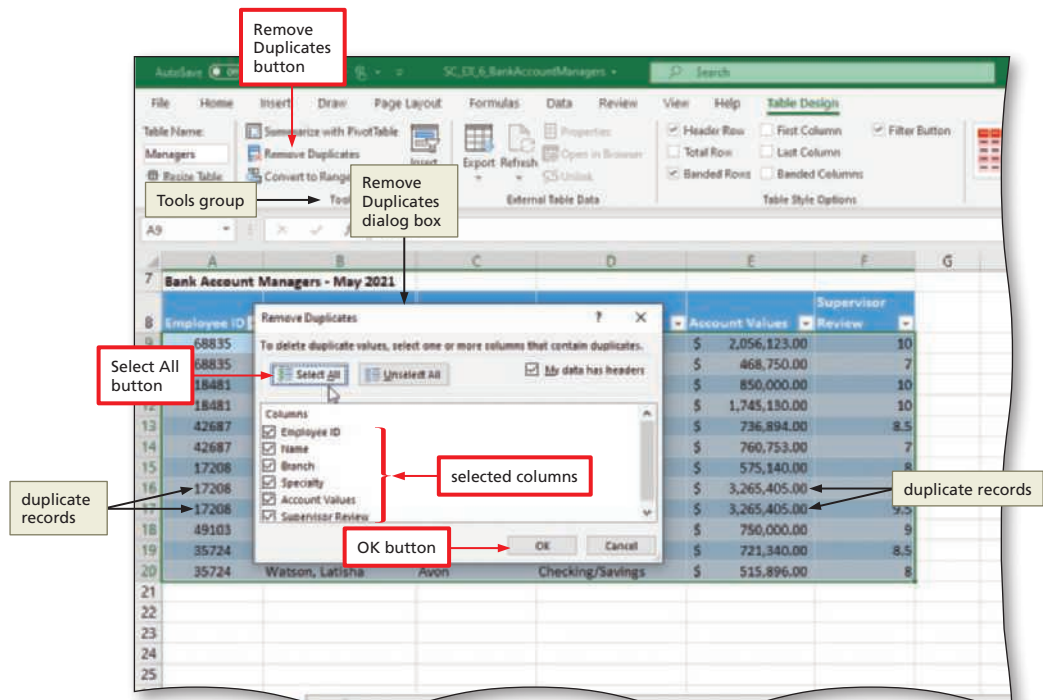 Remove
Duplicates
button
AutoSave
SC_EX_6_BankAccountManagers
Search
File Home Insert Draw Page Layout Formulas Data Review View Help Table Design
Table Name:
Managers
Resize Table
Summarize with PivotTable
Remove Duplicates
Convert to Range
Insert
Export Refresh
Properties
Open in Browser
Unlink
External Table Data
Header Row First Column Filter Button
Total Row Last Column
Banded Rows Banded Columns
Table Style Options
Tools group
Remove
Duplicates
dialog box
A9
A B C D E F G
7 Bank Account Managers - May 2021
8 Employee ID Account Values Supervisor Review
9 68835 $ 2,056,123.00 10
68835 $ 468,750.00 7
18481 $ 850,000.00 10
12 18481 $ 1,745,130.00 10
13 42687 $ 736,894.00 8.5
14 42687 $ 760,753.00 7
15 17208 $ 575,140.00 8
16 17208 $ 3,265,405.00
17 17208 $ 3,265,405.00 9.5
18 49103 $ 750,000.00 9
19 35724 $ 721,340.00 8.5
20 35724 Watson, Latisha Avon Checking/Savings $ 515,896.00 8
21
22
23
24
25
Remove Duplicates ? X
To delete duplicate values, select one or more columns that contain duplicates.
Select All Unselect All My data has headers
Columns
Employee ID
Name
Branch
Specialty
Account Values
Supervisor Review
OK Cancel
Select All
button
selected columns
OK button
duplicate
records
duplicate records